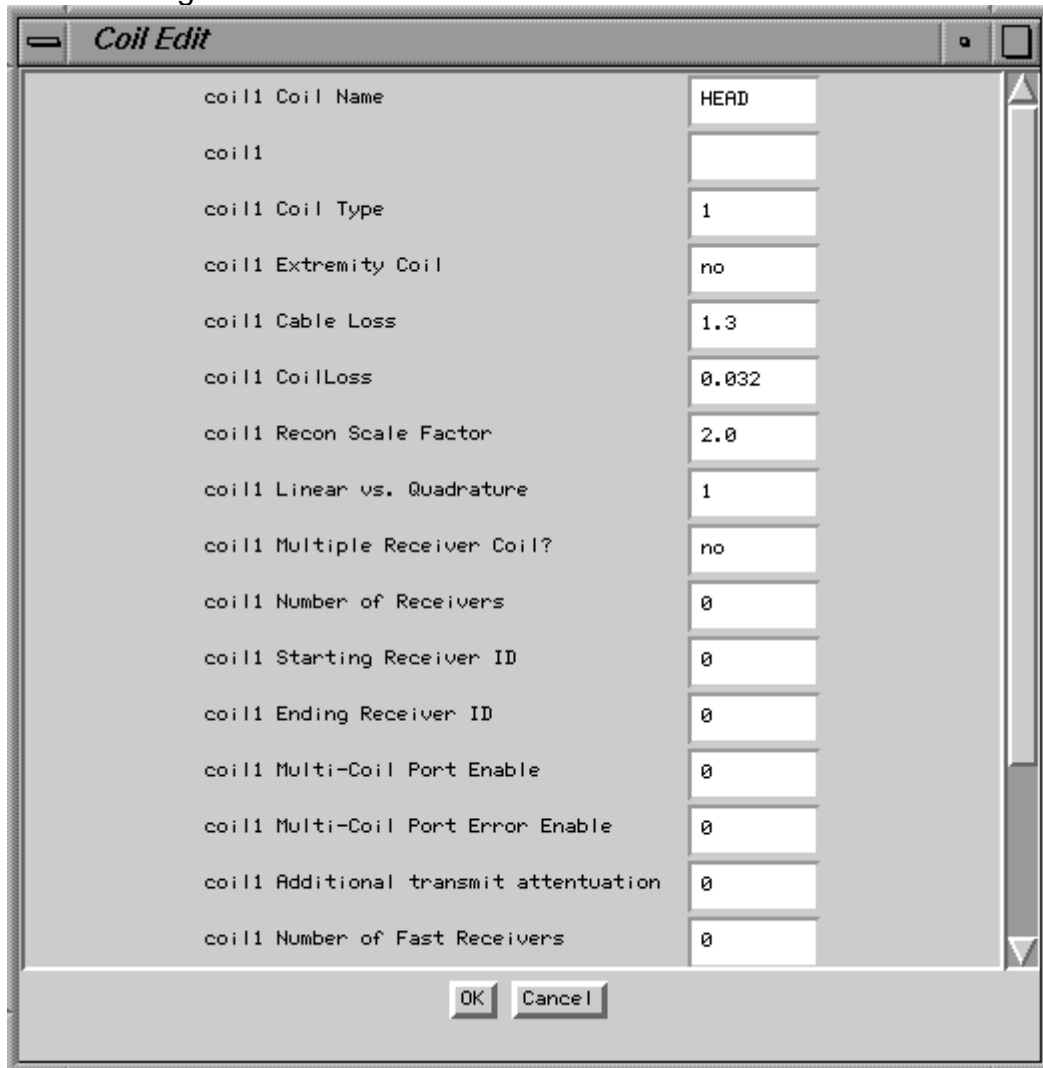 Coil Edit
coil1 Coil Name HEAD
coil1
coil1 Coil Type 1
coil1 Extremity Coil no
coil1 Cable Loss 1.3
coil1 CoilLoss 0.032
coil1 Recon Scale Factor 2.0
coil1 Linear vs. Quadrature 1
coil1 Multiple Receiver Coil? no
coil1 Number of Receivers 0
coil1 Starting Receiver ID 0
coil1 Ending Receiver ID 0
coil1 Multi-Coil Port Enable 0
coil1 Multi-Coil Port Error Enable 0
coil1 Additional transmit attentuation 0
coil1 Number of Fast Receivers 0
OK Cancel